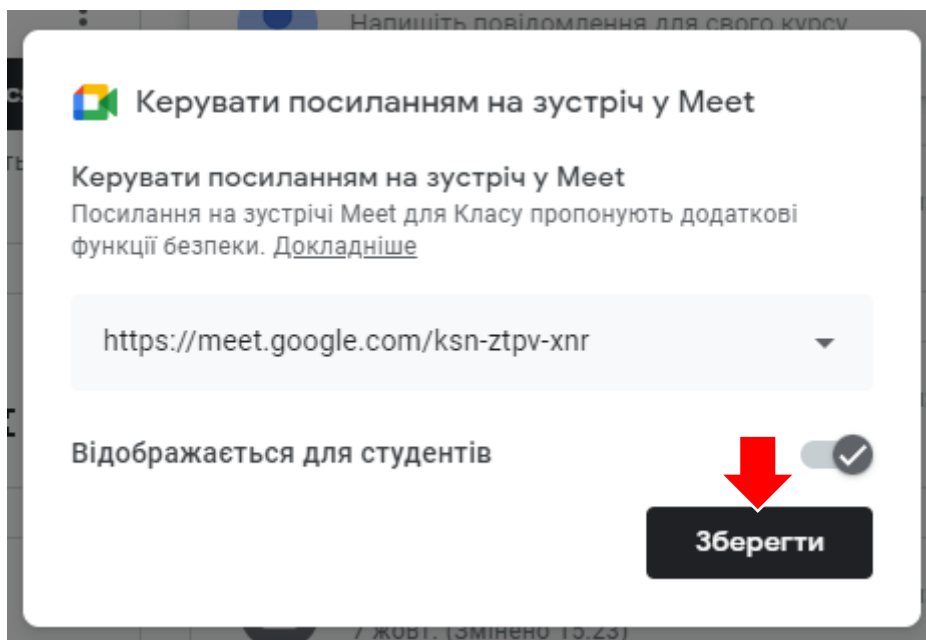 Напишіть повідомлення для свого курсу
Керувати посиланням на зустріч у Meet
Керувати посиланням на зустріч у Meet
Посилання на зустрічі Meet для Класу пропонують додаткові
функції безпеки. Докладніше
https://meet.google.com/ksn-ztpv-xnr
Відображається для студентів
Зберегти
7 жовт. (Змінено 15:23)